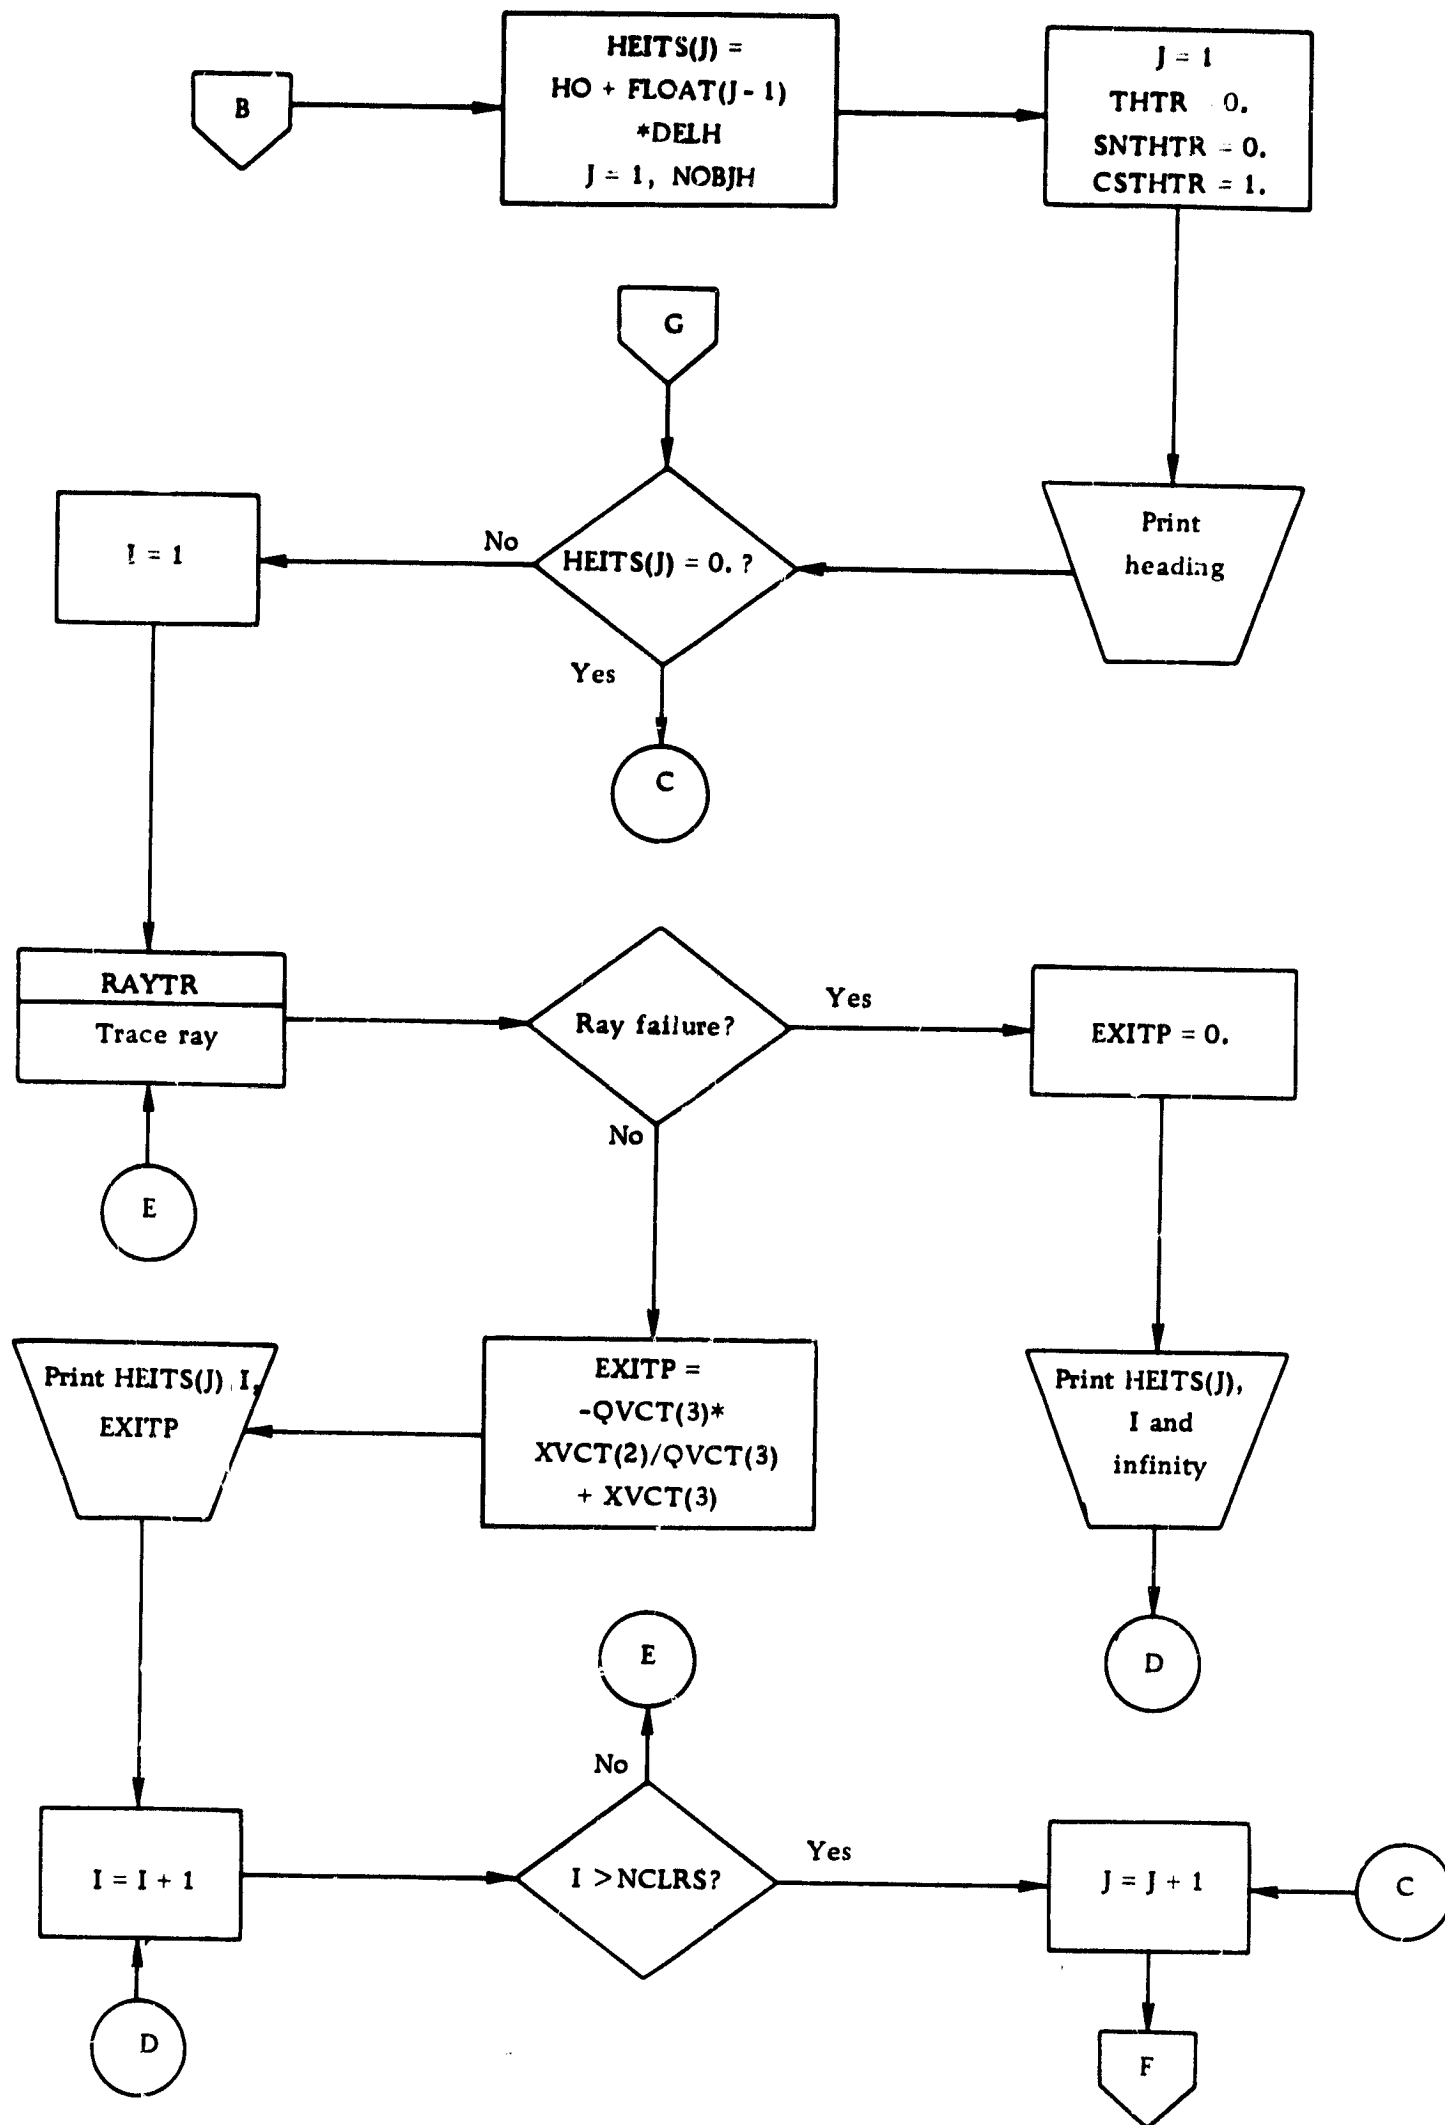 B
HEITS(J) =
HO + FLOAT(J - 1)
*DELH
J = 1, NOBJH
J = 1
THTR = 0.
SNTHTR = 0.
CSTHTR = 1.
G
I = 1
No
HEITS(J) = 0. ?
Yes
Print
heading
C
RAYTR
Trace ray
Ray failure?
Yes
No
EXITP = 0.
E
Print HEITS(J), I,
EXITP
EXITP =
-QVCT(3)*
XVCT(2)/QVCT(3)
+ XVCT(3)
Print HEITS(J),
I and
infinity
E
D
No
I = I + 1
I >NCLRS?
Yes
J = J + 1
C
D
F